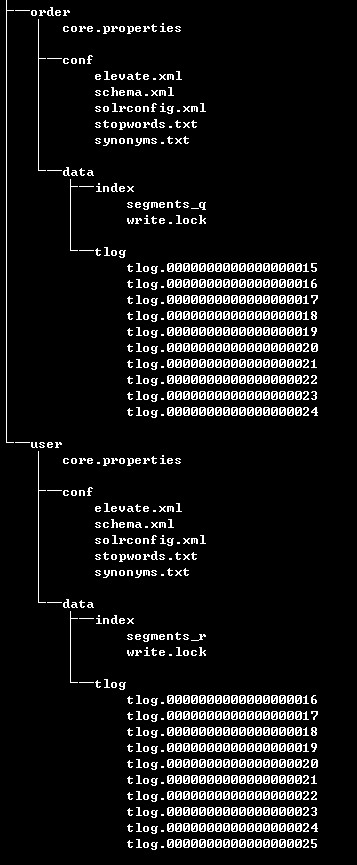 order
core.properties
conf
elevate.xml
schema.xml
solrconfig.xml
stopwords.txt
synonyms.txt
data
index
segments_q
write.lock
tlog
tlog.0000000000000000015
tlog.0000000000000000016
tlog.0000000000000000017
tlog.0000000000000000018
tlog.0000000000000000019
tlog.0000000000000000020
tlog.0000000000000000021
tlog.0000000000000000022
tlog.0000000000000000023
tlog.0000000000000000024
user
core.properties
conf
elevate.xml
schema.xml
solrconfig.xml
stopwords.txt
synonyms.txt
data
index
segments_r
write.lock
tlog
tlog.0000000000000000016
tlog.0000000000000000017
tlog.0000000000000000018
tlog.0000000000000000019
tlog.0000000000000000020
tlog.0000000000000000021
tlog.0000000000000000022
tlog.0000000000000000023
tlog.0000000000000000024
tlog.0000000000000000025